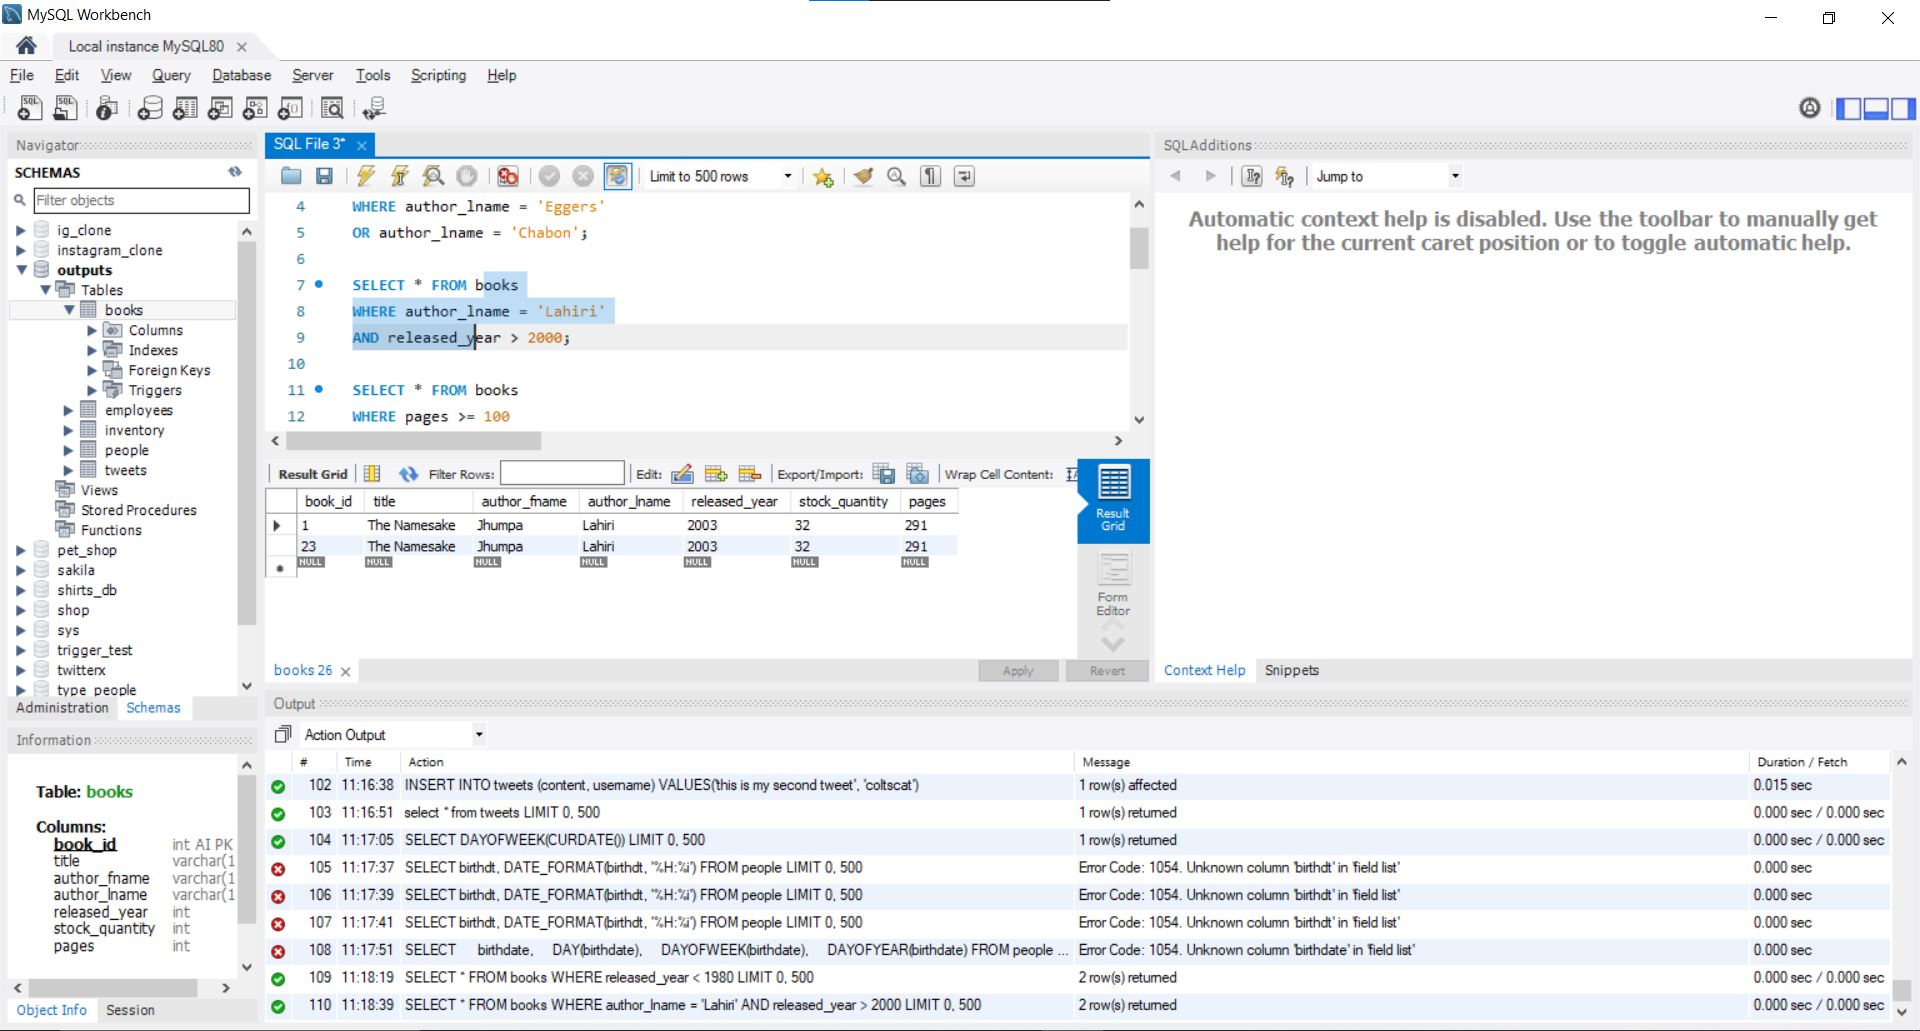 MySQL Workbench
Local instance MySQL80
File Edit View Query Database Server Tools Scripting Help
Navigator
SCHEMAS
Filter objects
ig_clone
instagram_clone
outputs
Tables
books
Columns
Indexes
Foreign Keys
Triggers
employees
inventory
people
tweets
Views
Stored Procedures
Functions
pet_shop
sakila
shirts_db
shop
sys
trigger_test
twitterx
type_people
Administration Schemas
Information
Table: books
Columns:
book_id int AI PK
title varchar(1
author_fname varchar(1
author_lname varchar(1
released_year int
stock_quantity int
pages int
Object Info Session
SQL File 3*
Limit to 500 rows
4 WHERE author_lname = 'Eggers'
5 OR author_lname = 'Chabon';
6
7 SELECT * FROM books
8 WHERE author_lname = 'Lahiri'
9 AND released_year > 2000;
10
11 SELECT * FROM books
12 WHERE pages >= 100
Result Grid Filter Rows: Edit: Export/Import: Wrap Cell Content:
book_id title author_fname author_lname released_year stock_quantity pages
1 The Namesake Jhumpa Lahiri 2003 32 291
23 The Namesake Jhumpa Lahiri 2003 32 291
NULL NULL NULL NULL NULL NULL NULL
Result
Grid
Form
Editor
books 26
Apply Revert
SQLAdditions
Jump to
Automatic context help is disabled. Use the toolbar to manually get
help for the current caret position or to toggle automatic help.
Context Help Snippets
Output
Action Output
# Time Action Message Duration / Fetch
102 11:16:38 INSERT INTO tweets (content, username) VALUES('this is my second tweet', 'coltscat') 1 row(s) affected 0.015 sec
103 11:16:51 select * from tweets LIMIT 0, 500 1 row(s) returned 0.000 sec / 0.000 sec
104 11:17:05 SELECT DAYOFWEEK(CURDATE()) LIMIT 0, 500 1 row(s) returned 0.000 sec / 0.000 sec
105 11:17:37 SELECT birthdt, DATE_FORMAT(birthdt, '%H:%i') FROM people LIMIT 0, 500 Error Code: 1054. Unknown column 'birthdt' in 'field list' 0.000 sec
106 11:17:39 SELECT birthdt, DATE_FORMAT(birthdt, '%H:%i') FROM people LIMIT 0, 500 Error Code: 1054. Unknown column 'birthdt' in 'field list' 0.000 sec
107 11:17:41 SELECT birthdt, DATE_FORMAT(birthdt, '%H:%i') FROM people LIMIT 0, 500 Error Code: 1054. Unknown column 'birthdt' in 'field list' 0.000 sec
108 11:17:51 SELECT birthdate, DAY(birthdate), DAYOFWEEK(birthdate), DAYOFYEAR(birthdate) FROM people ... Error Code: 1054. Unknown column 'birthdate' in 'field list' 0.000 sec
109 11:18:19 SELECT * FROM books WHERE released_year < 1980 LIMIT 0, 500 2 row(s) returned 0.000 sec / 0.000 sec
110 11:18:39 SELECT * FROM books WHERE author_lname = 'Lahiri' AND released_year > 2000 LIMIT 0, 500 2 row(s) returned 0.000 sec / 0.000 sec